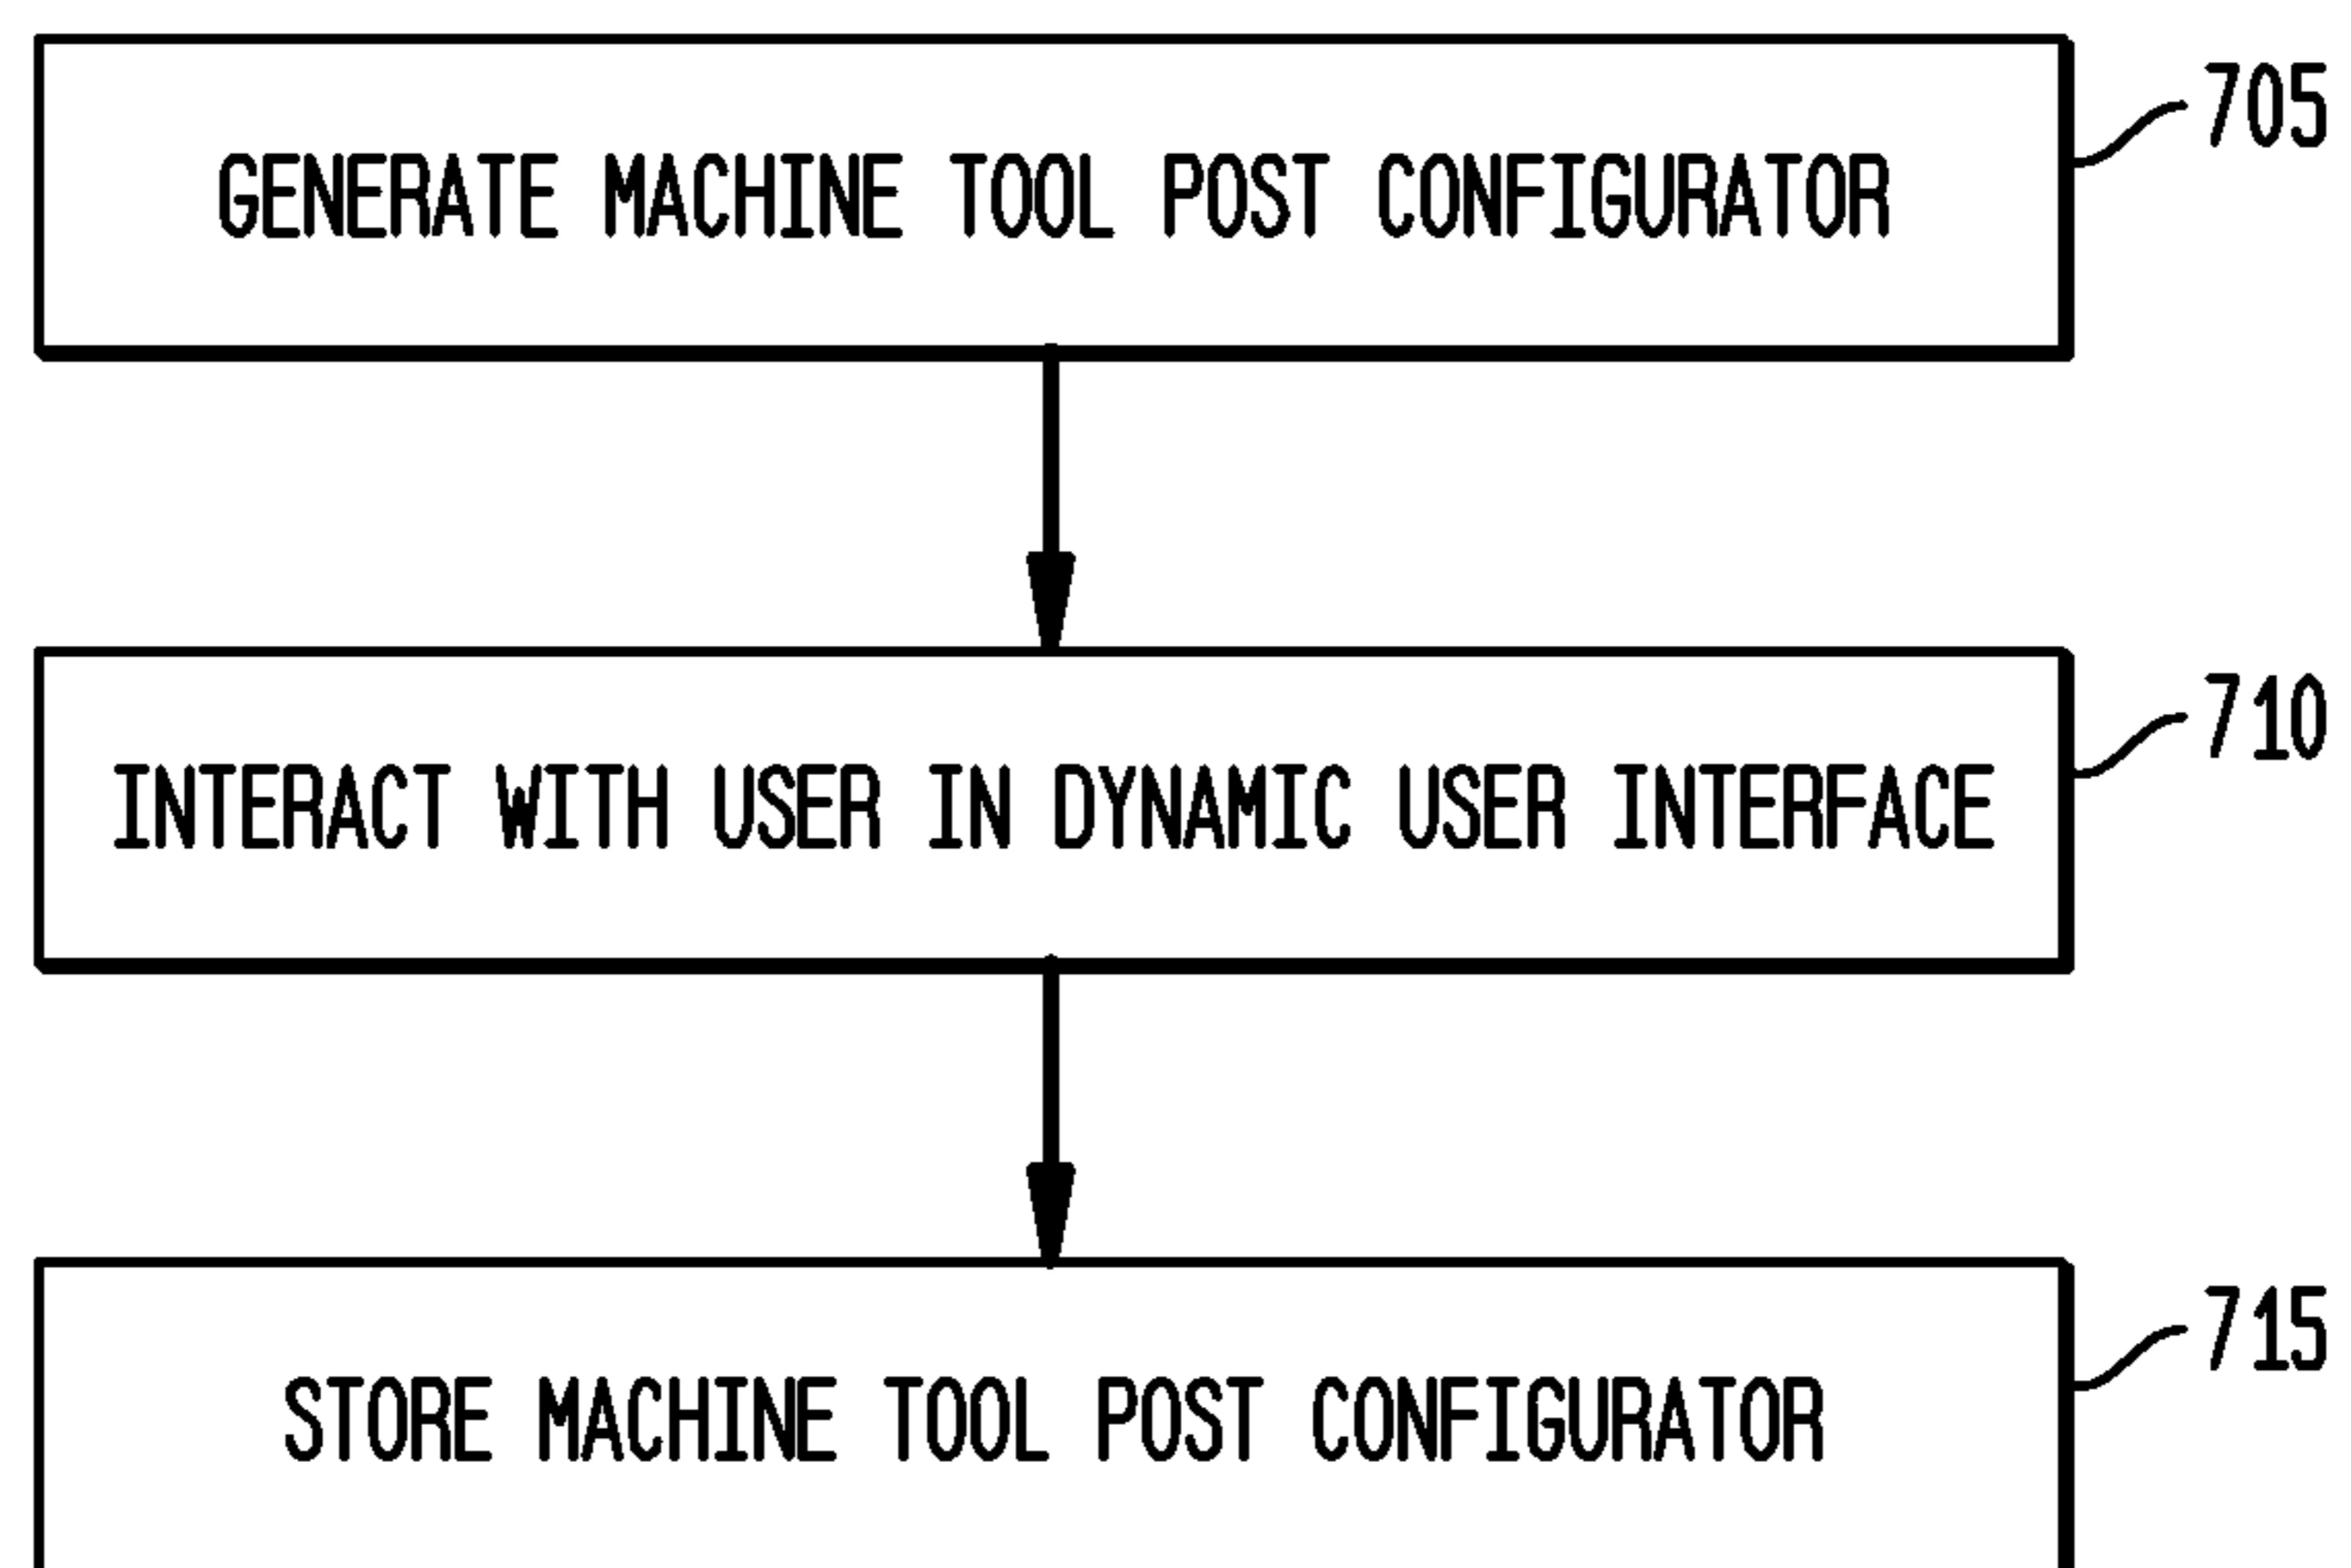 GENERATE MACHINE TOOL POST CONFIGURATOR
705
INTERACT WITH USER IN DYNAMIC USER INTERFACE
710
STORE MACHINE TOOL POST CONFIGURATOR
715